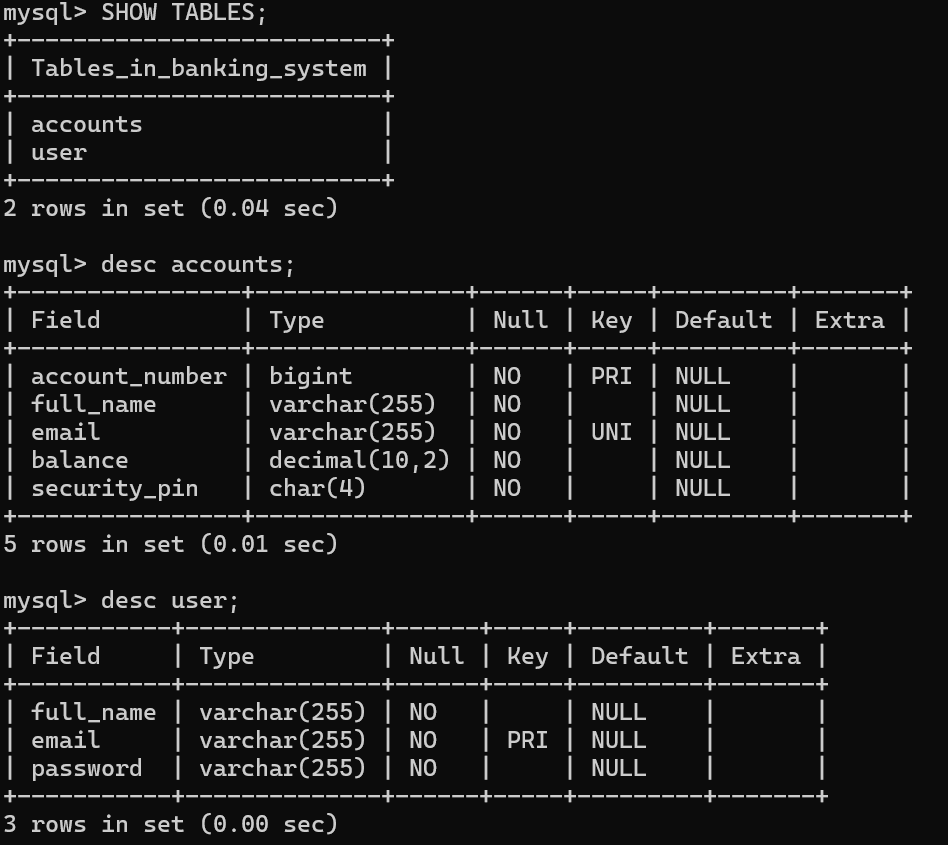 mysql> SHOW TABLES;
+--------------------------+
| Tables_in_banking_system |
+--------------------------+
| accounts                 |
| user                     |
+--------------------------+
2 rows in set (0.04 sec)

mysql> desc accounts;
+----------------+---------------+------+-----+---------+-------+
| Field          | Type          | Null | Key | Default | Extra |
+----------------+---------------+------+-----+---------+-------+
| account_number | bigint        | NO   | PRI | NULL    |       |
| full_name      | varchar(255)  | NO   |     | NULL    |       |
| email          | varchar(255)  | NO   | UNI | NULL    |       |
| balance        | decimal(10,2) | NO   |     | NULL    |       |
| security_pin   | char(4)       | NO   |     | NULL    |       |
+----------------+---------------+------+-----+---------+-------+
5 rows in set (0.01 sec)

mysql> desc user;
+-----------+--------------+------+-----+---------+-------+
| Field     | Type         | Null | Key | Default | Extra |
+-----------+--------------+------+-----+---------+-------+
| full_name | varchar(255) | NO   |     | NULL    |       |
| email     | varchar(255) | NO   | PRI | NULL    |       |
| password  | varchar(255) | NO   |     | NULL    |       |
+-----------+--------------+------+-----+---------+-------+
3 rows in set (0.00 sec)